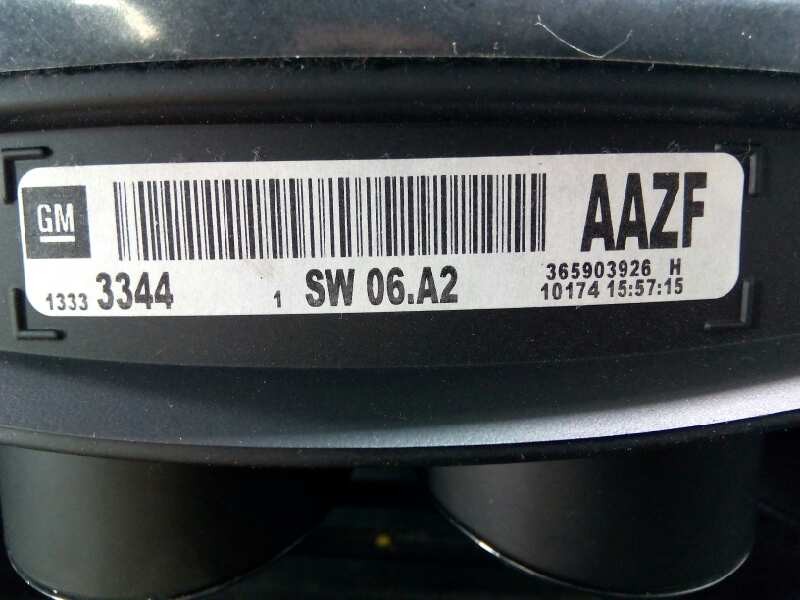 GM
AAZF
1333 3344 1 SW 06.A2
365903926 H
10174 15:57:15